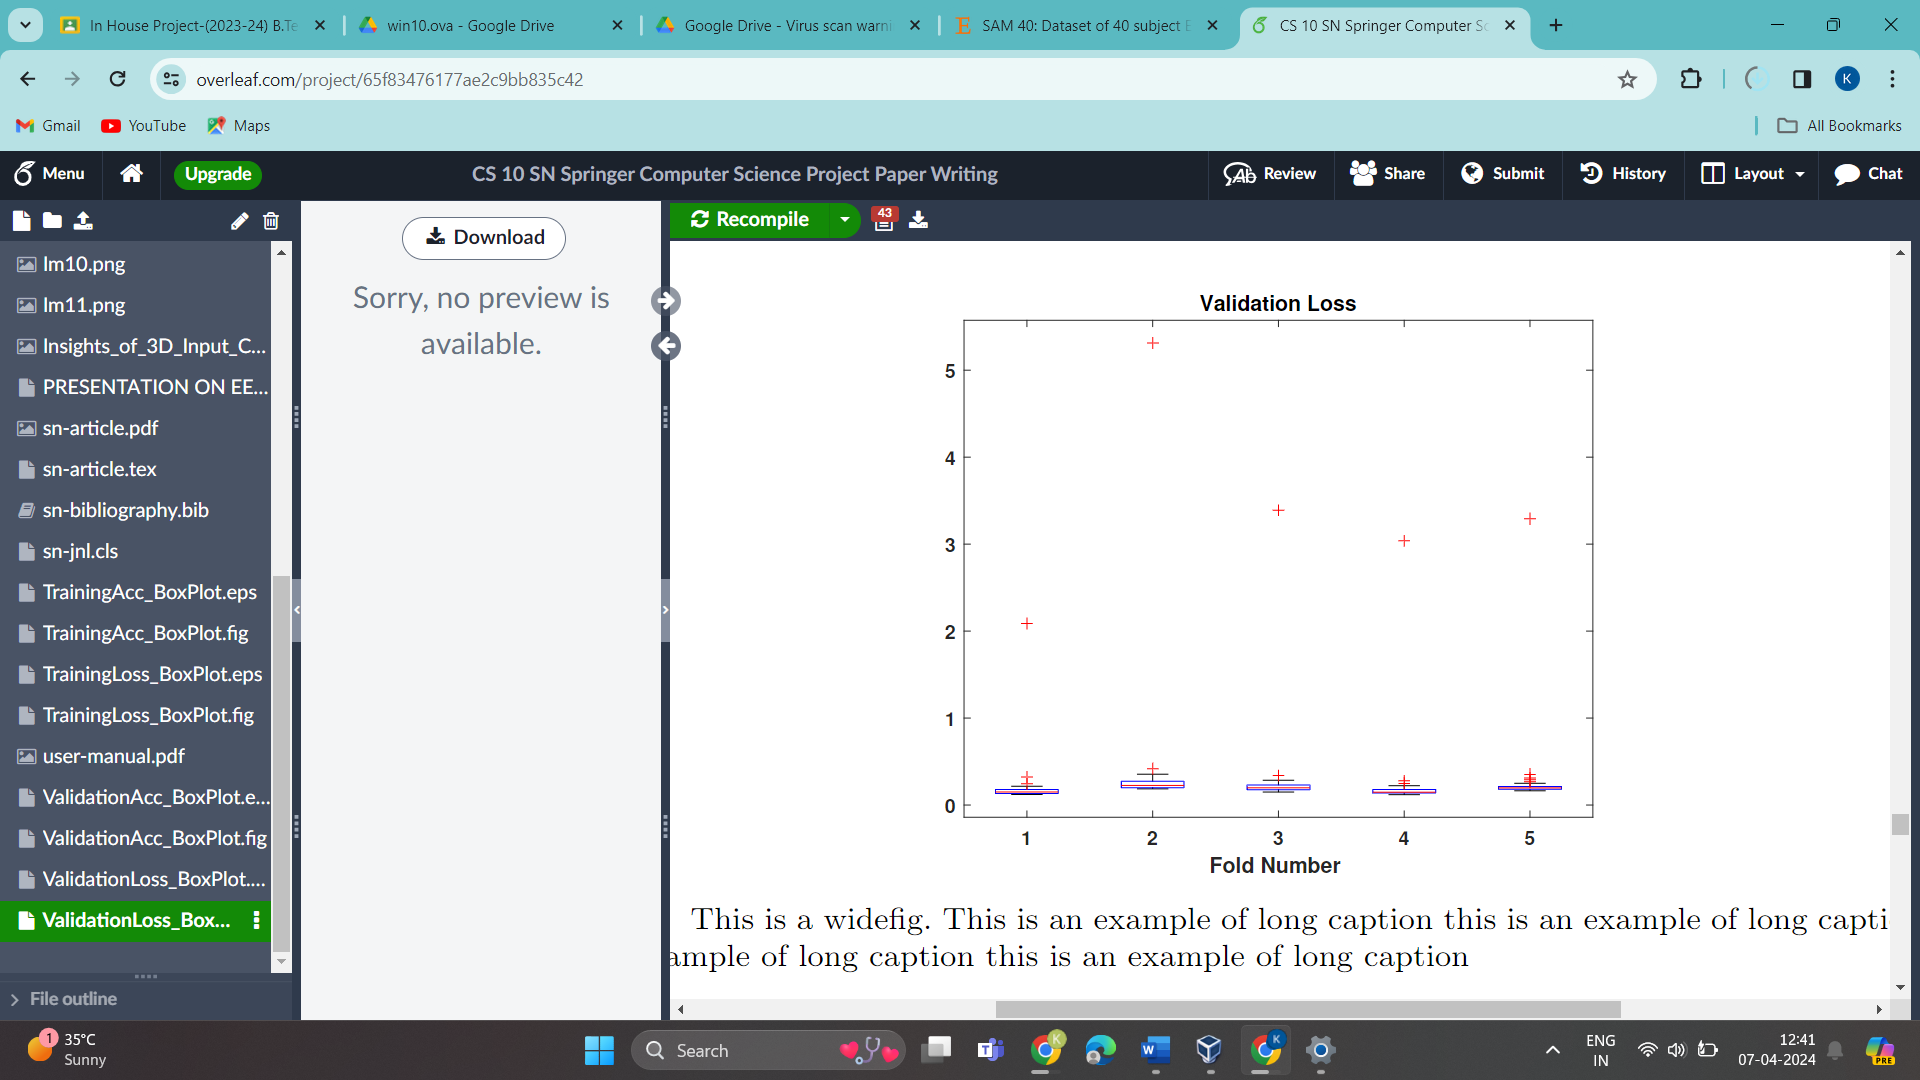 In House Project-(2023-24) B.Te
win10.ova - Google Drive
Google Drive - Virus scan warni
SAM 40: Dataset of 40 subject E
CS 10 SN Springer Computer Sc
overleaf.com/project/65f83476177ae2c9bb835c42
K
Gmail
YouTube
Maps
All Bookmarks
Menu
Upgrade
CS 10 SN Springer Computer Science Project Paper Writing
Review
Share
Submit
History
Layout
Chat
Download
Recompile
43
Sorry, no preview is
available.
Im10.png
Im11.png
Insights_of_3D_Input_C...
PRESENTATION ON EE...
sn-article.pdf
sn-article.tex
sn-bibliography.bib
sn-jnl.cls
TrainingAcc_BoxPlot.eps
TrainingAcc_BoxPlot.fig
TrainingLoss_BoxPlot.eps
TrainingLoss_BoxPlot.fig
user-manual.pdf
ValidationAcc_BoxPlot.e...
ValidationAcc_BoxPlot.fig
ValidationLoss_BoxPlot....
ValidationLoss_Box...
File outline
Validation Loss
5
4
3
2
1
0
1 2 3 4 5
Fold Number
This is a widefig. This is an example of long caption this is an example of long capti
ample of long caption this is an example of long caption
1
35°C
Sunny
Search
K
K
ENG
IN
12:41
07-04-2024
PRE